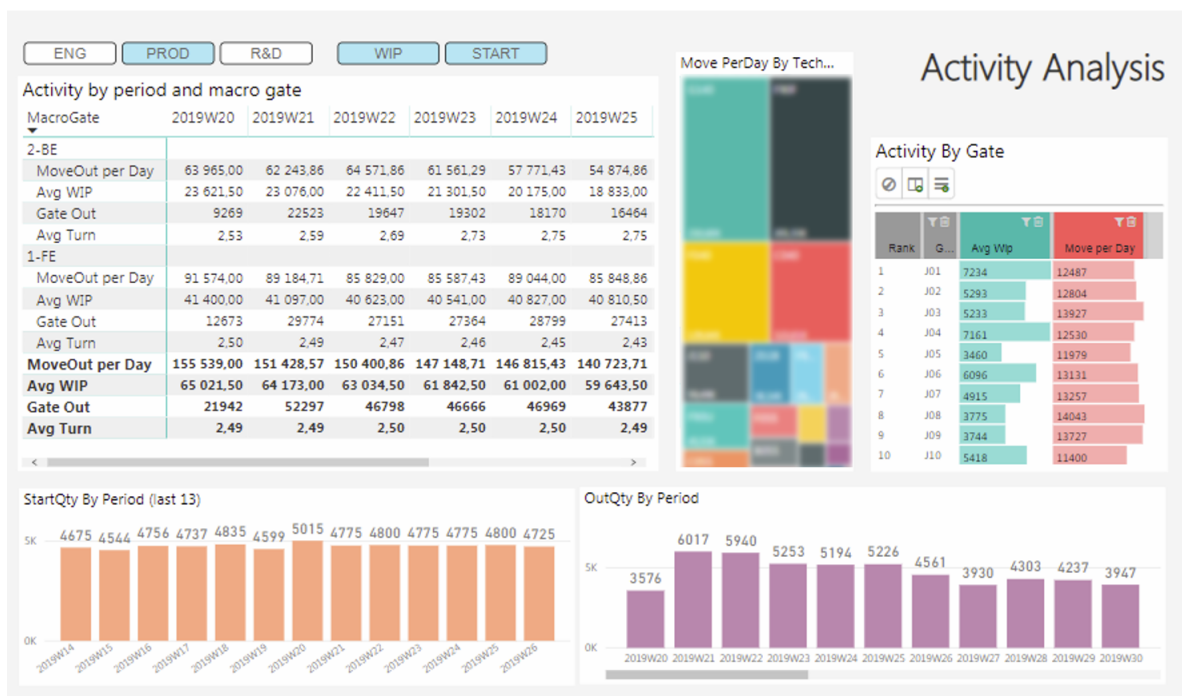 ENG PROD R&D WIP START
Activity Analysis
Activity by period and macro gate
MacroGate 2019W20 2019W21 2019W22 2019W23 2019W24 2019W25
2-BE
MoveOut per Day 63 965,00 62 243,86 64 571,86 61 561,29 57 771,43 54 874,86
Avg WIP 23 621,50 23 076,00 22 411,50 21 301,50 20 175,00 18 833,00
Gate Out 9269 22523 19647 19302 18170 16464
Avg Turn 2,53 2,59 2,69 2,73 2,75 2,75
1-FE
MoveOut per Day 91 574,00 89 184,71 85 829,00 85 587,43 89 044,00 85 848,86
Avg WIP 41 400,00 41 097,00 40 623,00 40 541,00 40 827,00 40 810,50
Gate Out 12673 29774 27151 27364 28799 27413
Avg Turn 2,50 2,49 2,47 2,46 2,45 2,43
MoveOut per Day 155 539,00 151 428,57 150 400,86 147 148,71 146 815,43 140 723,71
Avg WIP 65 021,50 64 173,00 63 034,50 61 842,50 61 002,00 59 643,50
Gate Out 21942 52297 46798 46666 46969 43877
Avg Turn 2,49 2,49 2,50 2,50 2,50 2,49
Move PerDay By Tech...
Activity By Gate
Rank G... Avg Wip Move per Day
1 J01 7234 12487
2 J02 5293 12804
3 J03 5233 13927
4 J04 7161 12530
5 J05 3460 11979
6 J06 6096 13131
7 J07 4915 13257
8 J08 3775 14043
9 J09 3744 13727
10 J10 5418 11400
StartQty By Period (last 13)
4675 4544 4756 4737 4835 4599 5015 4775 4800 4775 4775 4800 4725
5K
0K
2019W14 2019W15 2019W16 2019W17 2019W18 2019W19 2019W20 2019W21 2019W22 2019W23 2019W24 2019W25 2019W26
OutQty By Period
3576 6017 5940 5253 5194 5226 4561 3930 4303 4237 3947
5K
0K
2019W20 2019W21 2019W22 2019W23 2019W24 2019W25 2019W26 2019W27 2019W28 2019W29 2019W30